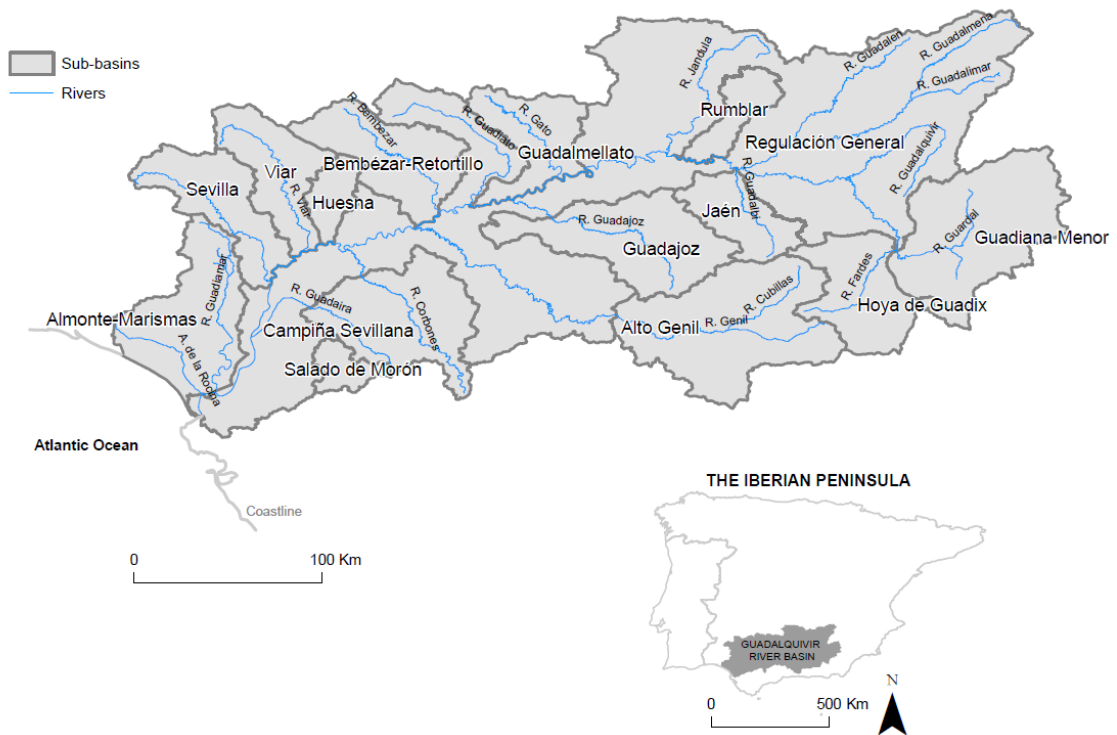 Sub-basins
Rivers
R. Jandula
R. Guadalen
R. Guadalmena
R. Guadalimar
Rumblar
R. Bembezar
R. Guadiato
R. Gato
Regulación General
Bembézar-Retortillo
Guadalmellato
Viar
Sevilla
R. Viar
Huesna
R. Guadalquivir
R. Guadalbi
Jaén
R. Guadajoz
Guadajoz
R. Guardal
Guadiana Menor
R. Guadiamar
R. Guadaira
R. Corbones
R. Cubillas
R. Fardes
Hoya de Guadix
Almonte-Marismas
Campiña Sevillana
Alto Genil
R. Genil
A. de la Rocina
Salado de Morón
Atlantic Ocean
Coastline
0 100 Km
THE IBERIAN PENINSULA
GUADALQUIVIR
RIVER BASIN
N
0 500 Km